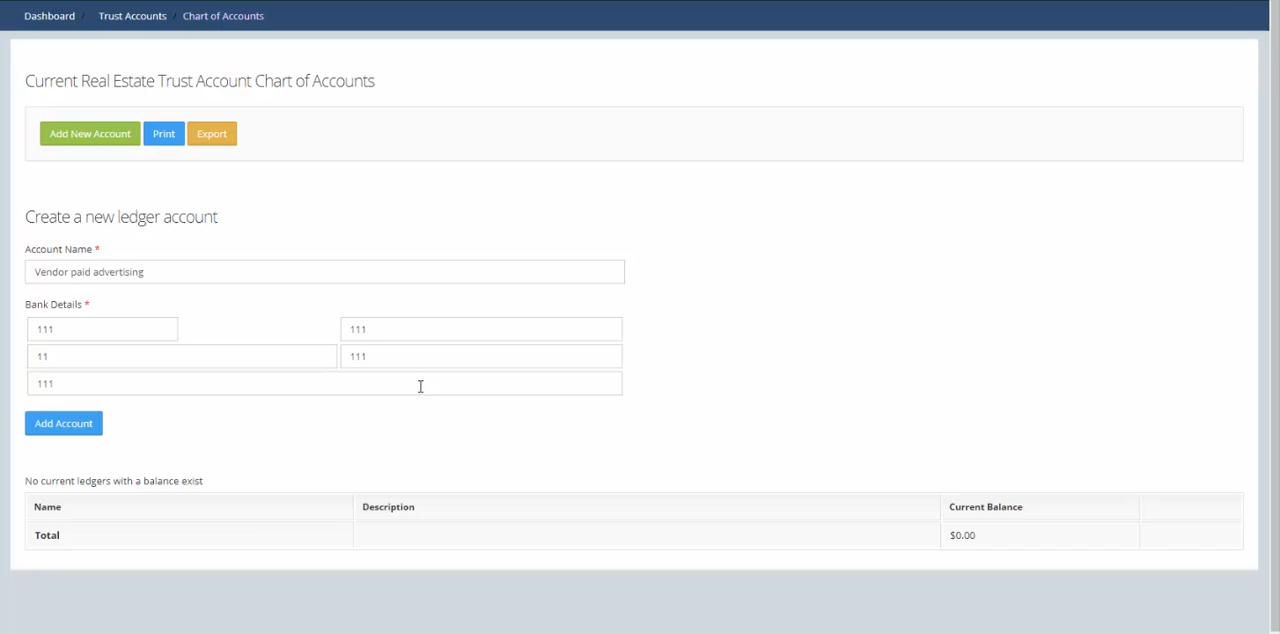 Dashboard / Trust Accounts / Chart of Accounts
Current Real Estate Trust Account Chart of Accounts
Add New Account Print Export
Create a new ledger account
Account Name *
Vendor paid advertising
Bank Details *
111 111
11 111
111
Add Account
No current ledgers with a balance exist
Name Description Current Balance
Total $0.00